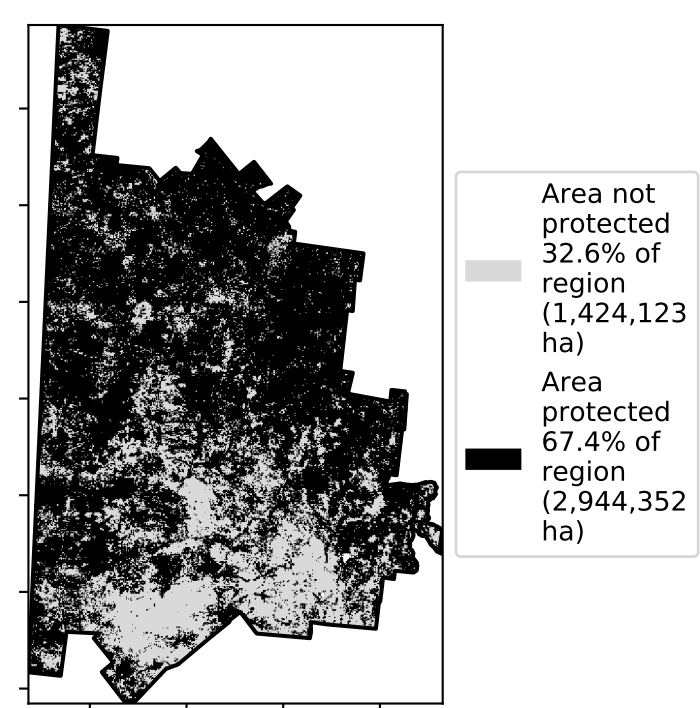 Area not
protected
32.6% of
region
(1,424,123
ha)
Area
protected
67.4% of
region
(2,944,352
ha)